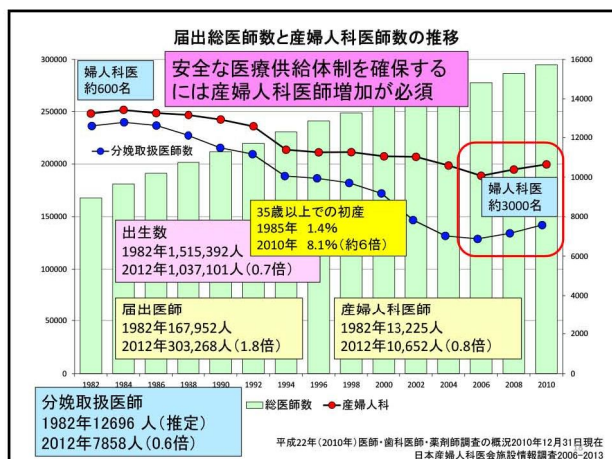 届出総医師数と産婦人科医師数の推移
300000
250000
200000
150000
100000
50000
0
16000
14000
12000
10000
8000
6000
4000
2000
0
婦人科医
約600名
安全な医療供給体制を確保する
には産婦人科医師増加が必須
分娩取扱医師数
婦人科医
約3000名
35歳以上での初産
1985年 1.4%
2010年 8.1%(約6倍)
出生数
1982年1,515,392人
2012年1,037,101人(0.7倍)
届出医師
1982年167,952人
2012年303,268人(1.8倍)
産婦人科医師
1982年13,225人
2012年10,652人(0.8倍)
1982 1984 1986 1988 1990 1992 1994 1996 1998 2000 2002 2004 2006 2008 2010
総医師数 産婦人科
分娩取扱医師
1982年12696 人(推定)
2012年7858人(0.6倍)
平成22年(2010年)医師・歯科医師・薬剤師調査の概況2010年12月31日現在
日本産婦人科医会施設情報調査2006-2013